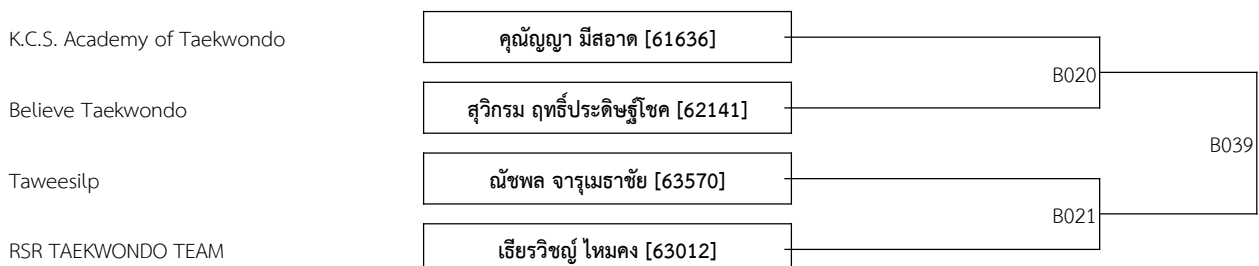 K.C.S. Academy of Taekwondo
คุณัญญา มีสอาด [61636]
B020
Believe Taekwondo
สุวิกรม ฤทธิ์ประดิษฐ์โชค [62141]
B039
Taweesilp
ณัชพล จารุเมธาชัย [63570]
B021
RSR TAEKWONDO TEAM
เธียรวิชญ์ ไหมคง [63012]